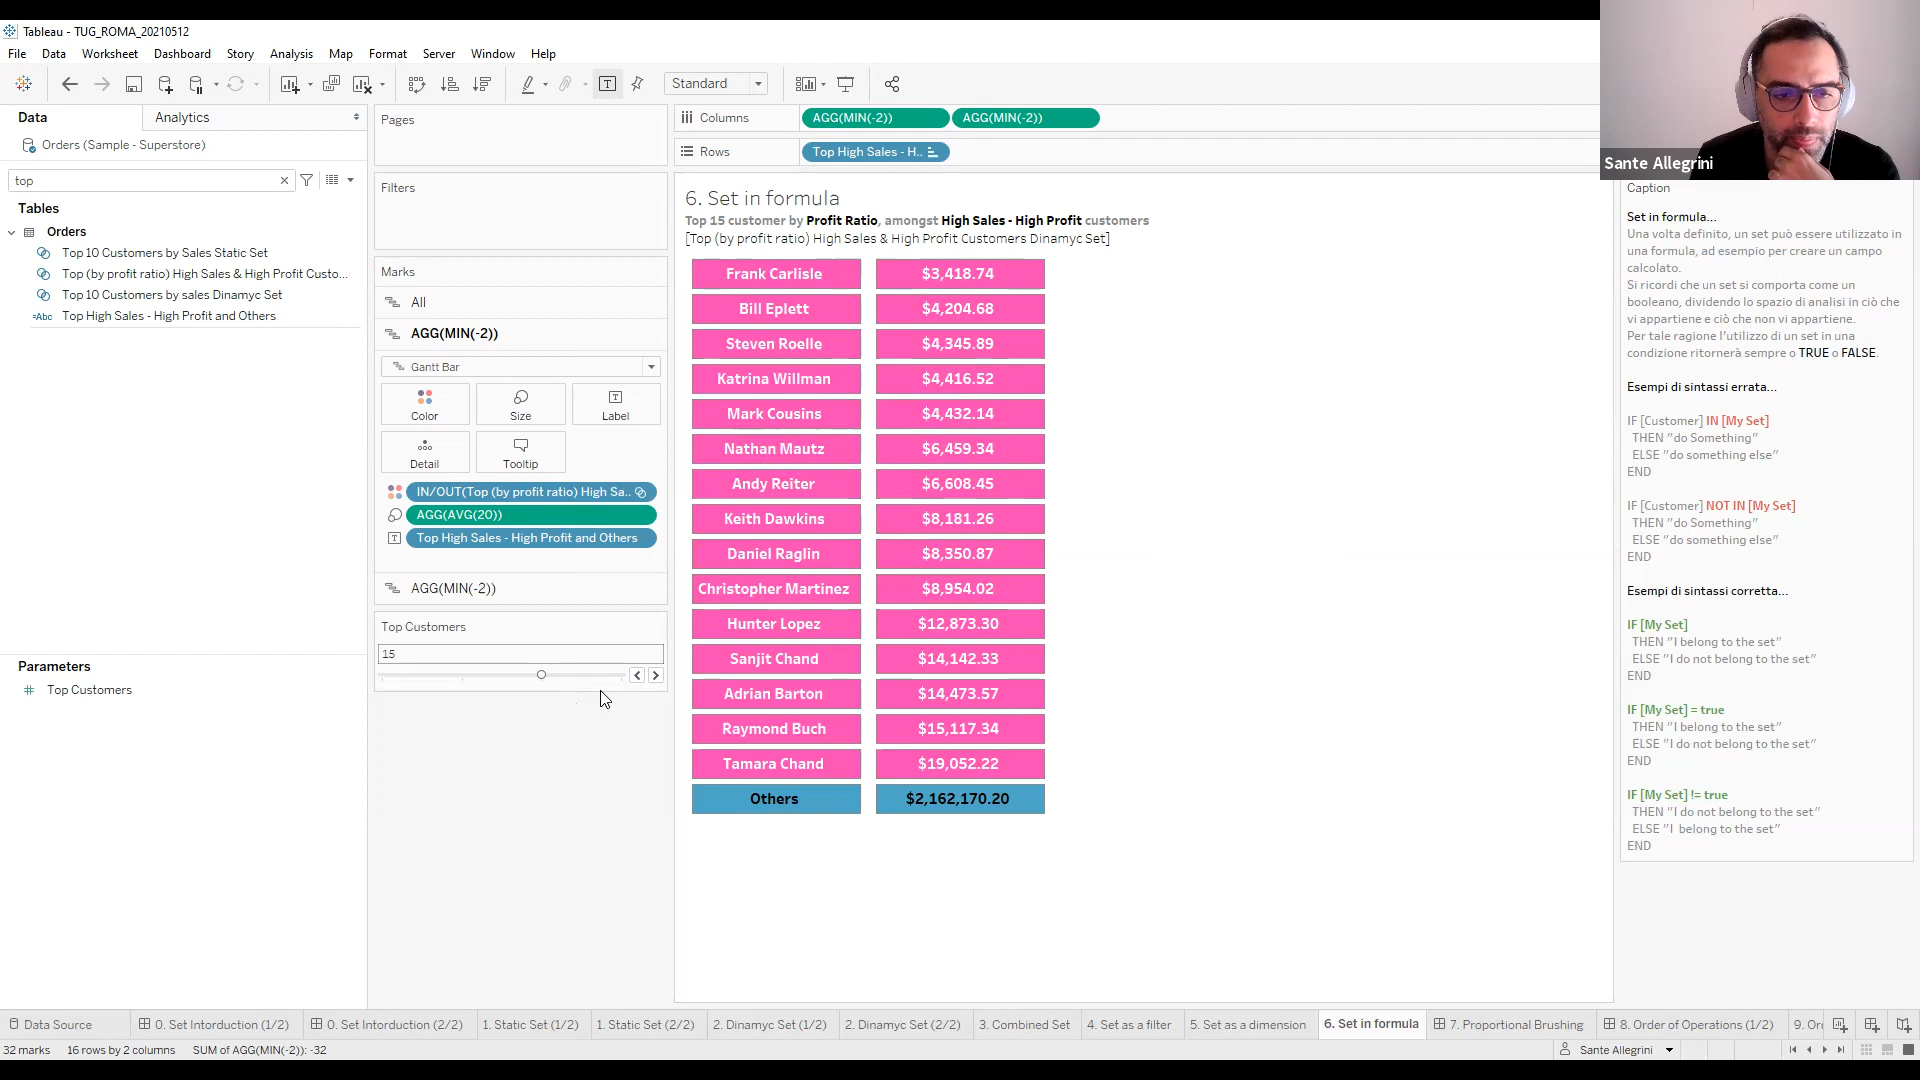 Tableau - TUG_ROMA_20210512
File Data Worksheet Dashboard Story Analysis Map Format Server Window Help
Standard
Data Analytics
Orders (Sample - Superstore)
top
Tables
Orders
Top 10 Customers by Sales Static Set
Top (by profit ratio) High Sales & High Profit Custo...
Top 10 Customers by sales Dinamyc Set
Abc Top High Sales - High Profit and Others
Parameters
# Top Customers
Pages
Filters
Marks
All
AGG(MIN(-2))
Gantt Bar
Color Size Label
Detail Tooltip
IN/OUT(Top (by profit ratio) High Sa..
AGG(AVG(20))
Top High Sales - High Profit and Others
AGG(MIN(-2))
Top Customers
15
Columns AGG(MIN(-2)) AGG(MIN(-2))
Rows Top High Sales - H..
6. Set in formula
Top 15 customer by Profit Ratio, amongst High Sales - High Profit customers
[Top (by profit ratio) High Sales & High Profit Customers Dinamyc Set]
Frank Carlisle $3,418.74
Bill Eplett $4,204.68
Steven Roelle $4,345.89
Katrina Willman $4,416.52
Mark Cousins $4,432.14
Nathan Mautz $6,459.34
Andy Reiter $6,608.45
Keith Dawkins $8,181.26
Daniel Raglin $8,350.87
Christopher Martinez $8,954.02
Hunter Lopez $12,873.30
Sanjit Chand $14,142.33
Adrian Barton $14,473.57
Raymond Buch $15,117.34
Tamara Chand $19,052.22
Others $2,162,170.20
Sante Allegrini
Caption
Set in formula...
Una volta definito, un set può essere utilizzato in
una formula, ad esempio per creare un campo
calcolato.
Si ricordi che un set si comporta come un
booleano, dividendo lo spazio di analisi in ciò che
vi appartiene e ciò che non vi appartiene.
Per tale ragione l'utilizzo di un set in una
condizione ritornerà sempre o TRUE o FALSE.
Esempi di sintassi errata...
IF [Customer] IN [My Set]
THEN "do Something"
ELSE "do something else"
END
IF [Customer] NOT IN [My Set]
THEN "do Something"
ELSE "do something else"
END
Esempi di sintassi corretta...
IF [My Set]
THEN "I belong to the set"
ELSE "I do not belong to the set"
END
IF [My Set] = true
THEN "I belong to the set"
ELSE "I do not belong to the set"
END
IF [My Set] != true
THEN "I do not belong to the set"
ELSE "I belong to the set"
END
Data Source 0. Set Intorduction (1/2) 0. Set Intorduction (2/2) 1. Static Set (1/2) 1. Static Set (2/2) 2. Dinamyc Set (1/2) 2. Dinamyc Set (2/2) 3. Combined Set 4. Set as a filter 5. Set as a dimension 6. Set in formula 7. Proportional Brushing 8. Order of Operations (1/2) 9. Or
32 marks 16 rows by 2 columns SUM of AGG(MIN(-2)): -32 Sante Allegrini